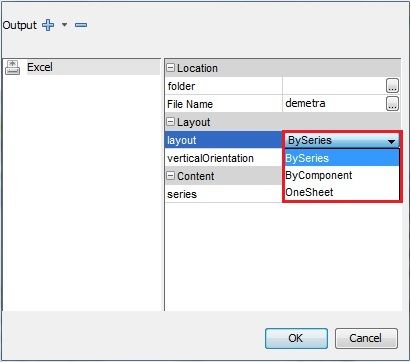 Output
Excel
Location
folder
...
File Name demetra ...
Layout
layout BySeries
verticalOrientation BySeries
Content ByComponent
series OneSheet
OK Cancel